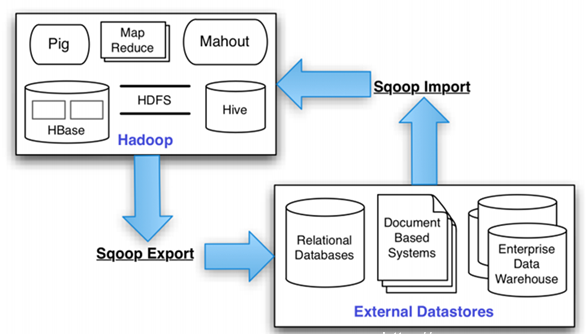 Pig
Map
Reduce
Mahout
HBase
HDFS
Hive
Hadoop
Sqoop Import
Sqoop Export
Relational
Databases
Document
Based
Systems
Enterprise
Data
Warehouse
External Datastores